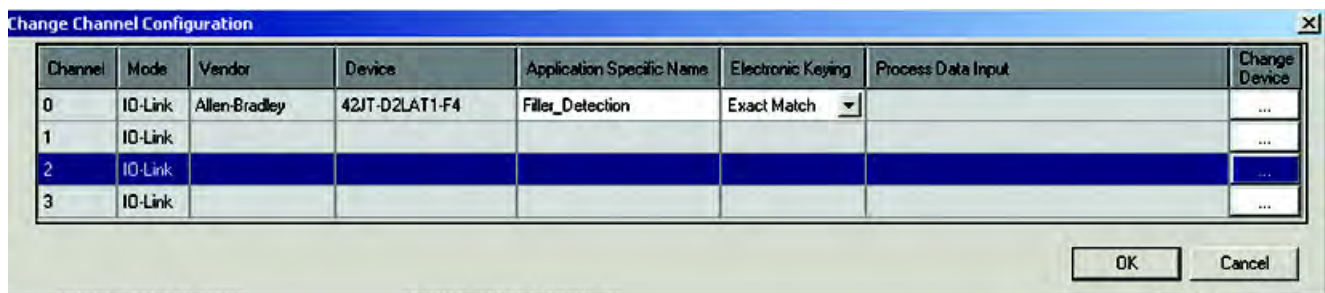 Change Channel Configuration
Channel Mode Vendor Device Application Specific Name Electronic Keying Process Data Input Change Device
0 IO-Link Allen-Bradley 42JT-D2LAT1-F4 Filler_Detection Exact Match ...
1 IO-Link ...
2 IO-Link ...
3 IO-Link ...
OK Cancel